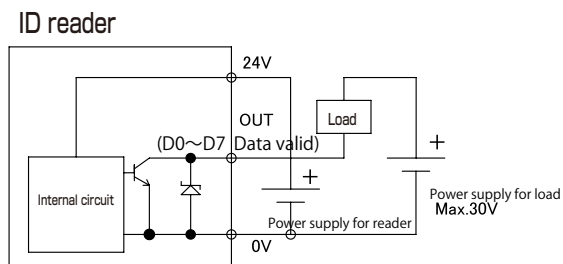 ID reader
24V
OUT
(D0～D7 Data valid)
Load
+
+
Internal circuit
Power supply for load
Max.30V
Power supply for reader
0V